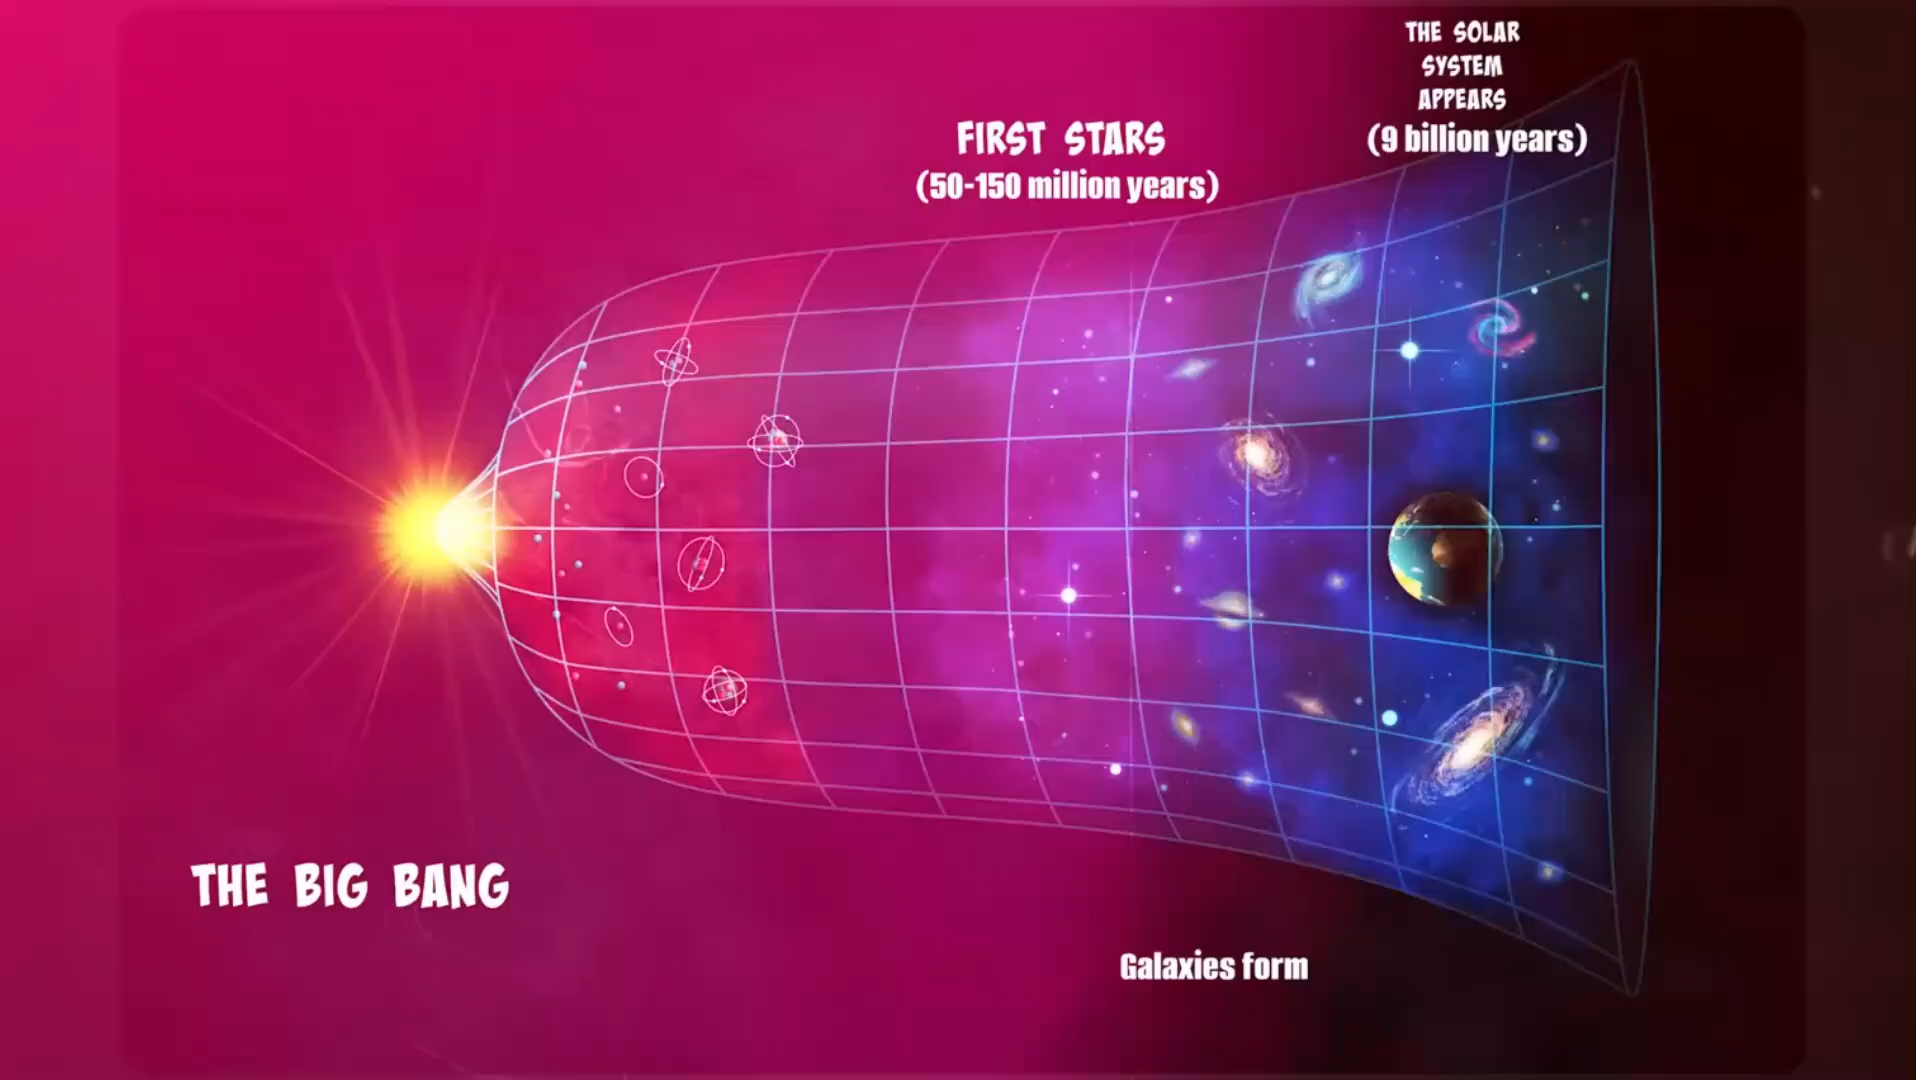 THE SOLAR
SYSTEM
APPEARS
(9 billion years)
FIRST STARS
(50-150 million years)
THE BIG BANG
Galaxies form